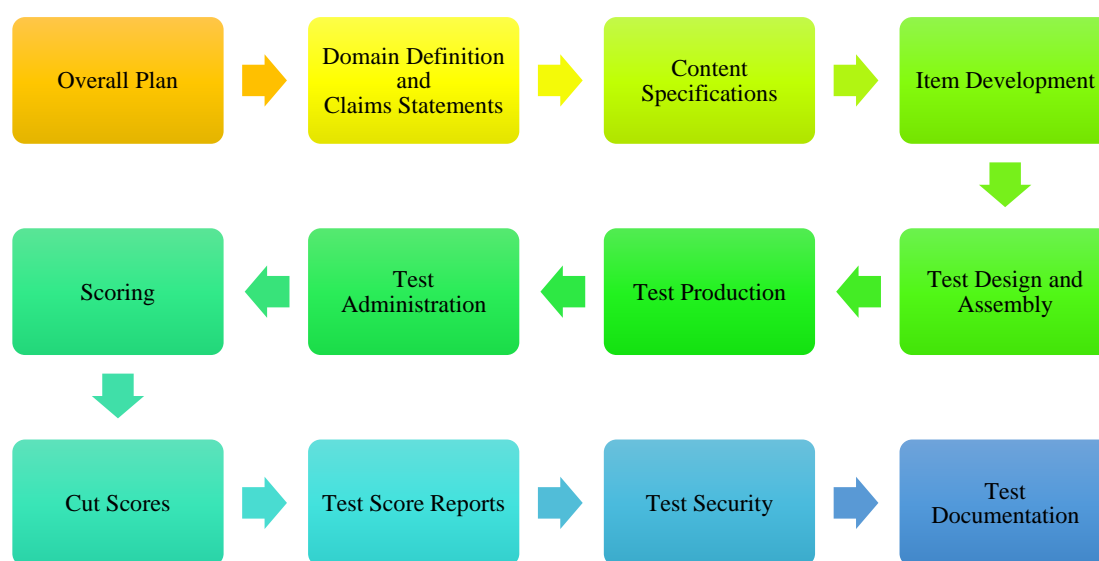 Overall Plan
Domain Definition
and
Claims Statements
Content
Specifications
Item Development
Test Design and
Assembly
Test Production
Test
Administration
Scoring
Cut Scores
Test Score Reports
Test Security
Test
Documentation